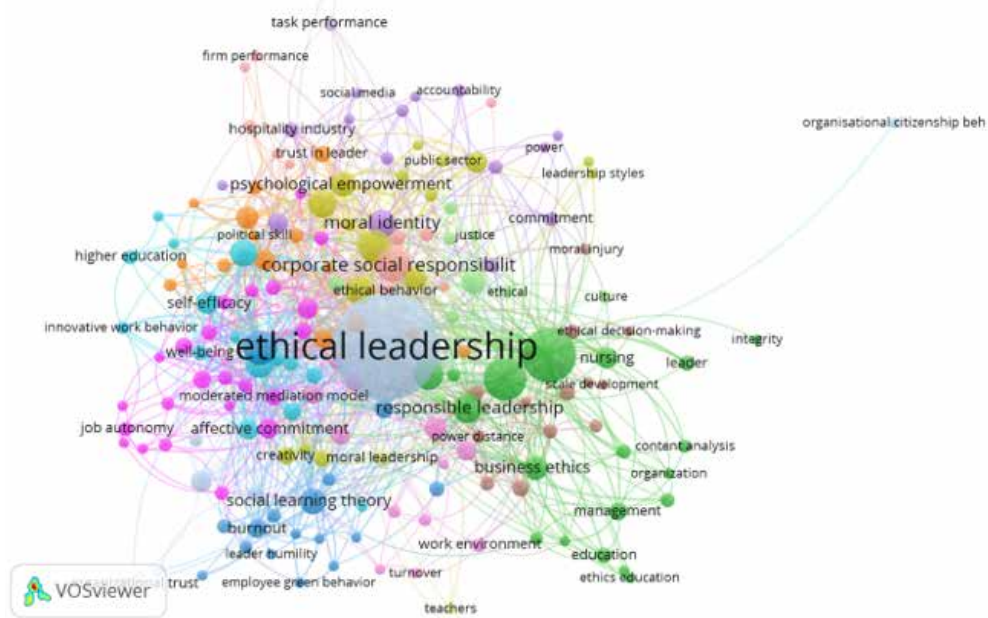 task performance
firm performance
social media
accountability
organisational citizenship beh
hospitality industry
trust in leader
power
public sector
leadership styles
psychological empowerment
moral identity
commitment
political skill
justice
moral injury
higher education
corporate social responsibilit
ethical behavior
ethical
culture
self-efficacy
innovative work behavior
ethical decision-making
integrity
well-being
ethical leadership
nursing
leader
scale development
moderated mediation model
responsible leadership
job autonomy
affective commitment
power distance
content analysis
creativity
moral leadership
business ethics
organization
social learning theory
management
burnout
work environment
leader humility
education
turnover
ethics education
trust
employee green behavior
VOSviewer
teachers